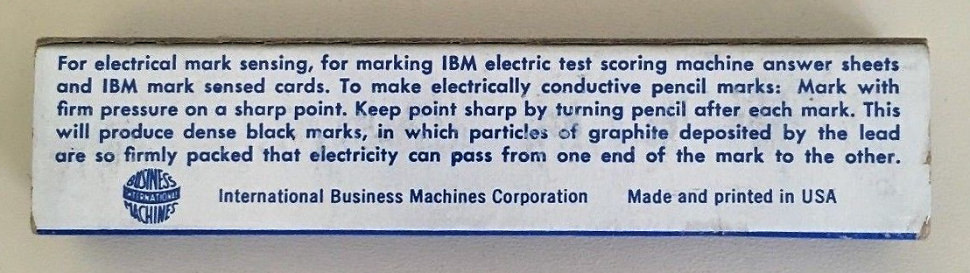 For electrical mark sensing, for marking IBM electric test scoring machine answer sheets
and IBM mark sensed cards. To make electrically conductive pencil marks: Mark with
firm pressure on a sharp point. Keep point sharp by turning pencil after each mark. This
will produce dense black marks, in which particles of graphite deposited by the lead
are so firmly packed that electricity can pass from one end of the mark to the other.
BUSINESS
INTERNATIONAL
MACHINES
International Business Machines Corporation Made and printed in USA